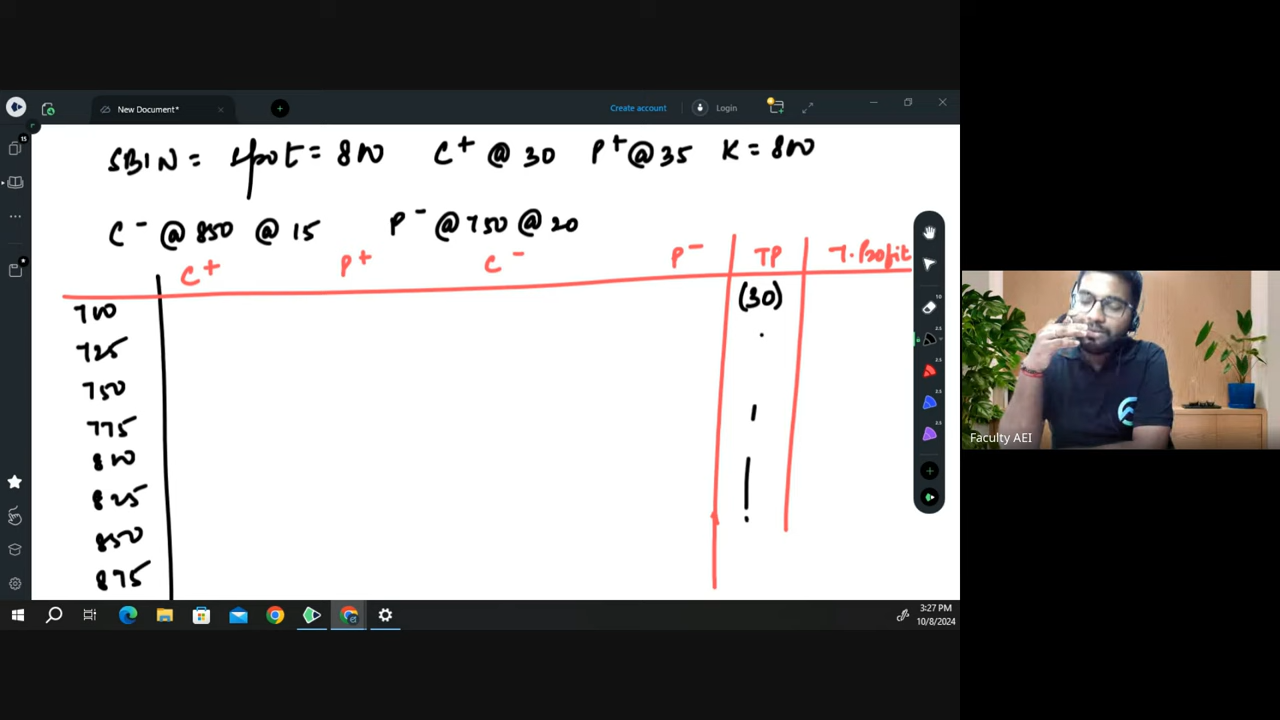 New Document*
Create account
Login
SBIN = spot = 800 C+ @ 30 P+ @ 35 K = 800
C- @ 850 @ 15 P- @ 750 @ 20
C+ P+ C- P- TP T.Profit
700 (30)
725
750
775
800
825
850
875
Faculty AEI
3:27 PM
10/8/2024